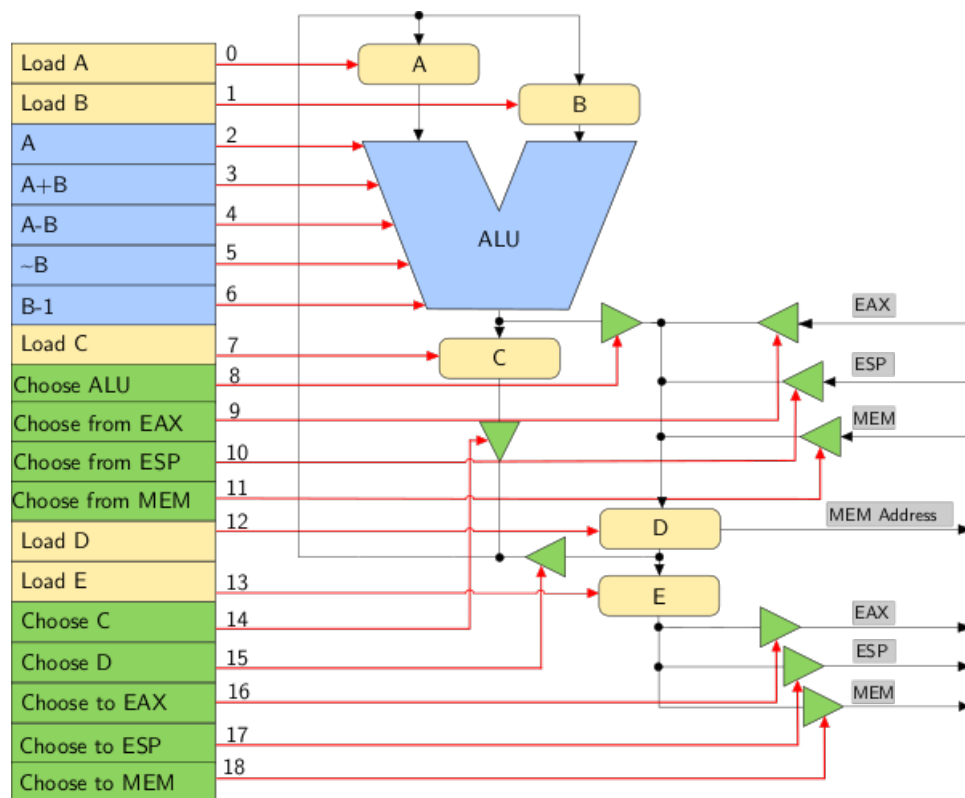 Load A
0
Load B
1
A
2
A+B
3
A-B
4
~B
5
B-1
6
Load C
7
Choose ALU
8
Choose from EAX
9
Choose from ESP
10
Choose from MEM
11
Load D
12
Load E
13
Choose C
14
Choose D
15
Choose to EAX
16
Choose to ESP
17
Choose to MEM
18
A
B
ALU
C
EAX
ESP
MEM
D
MEM Address
E
EAX
ESP
MEM